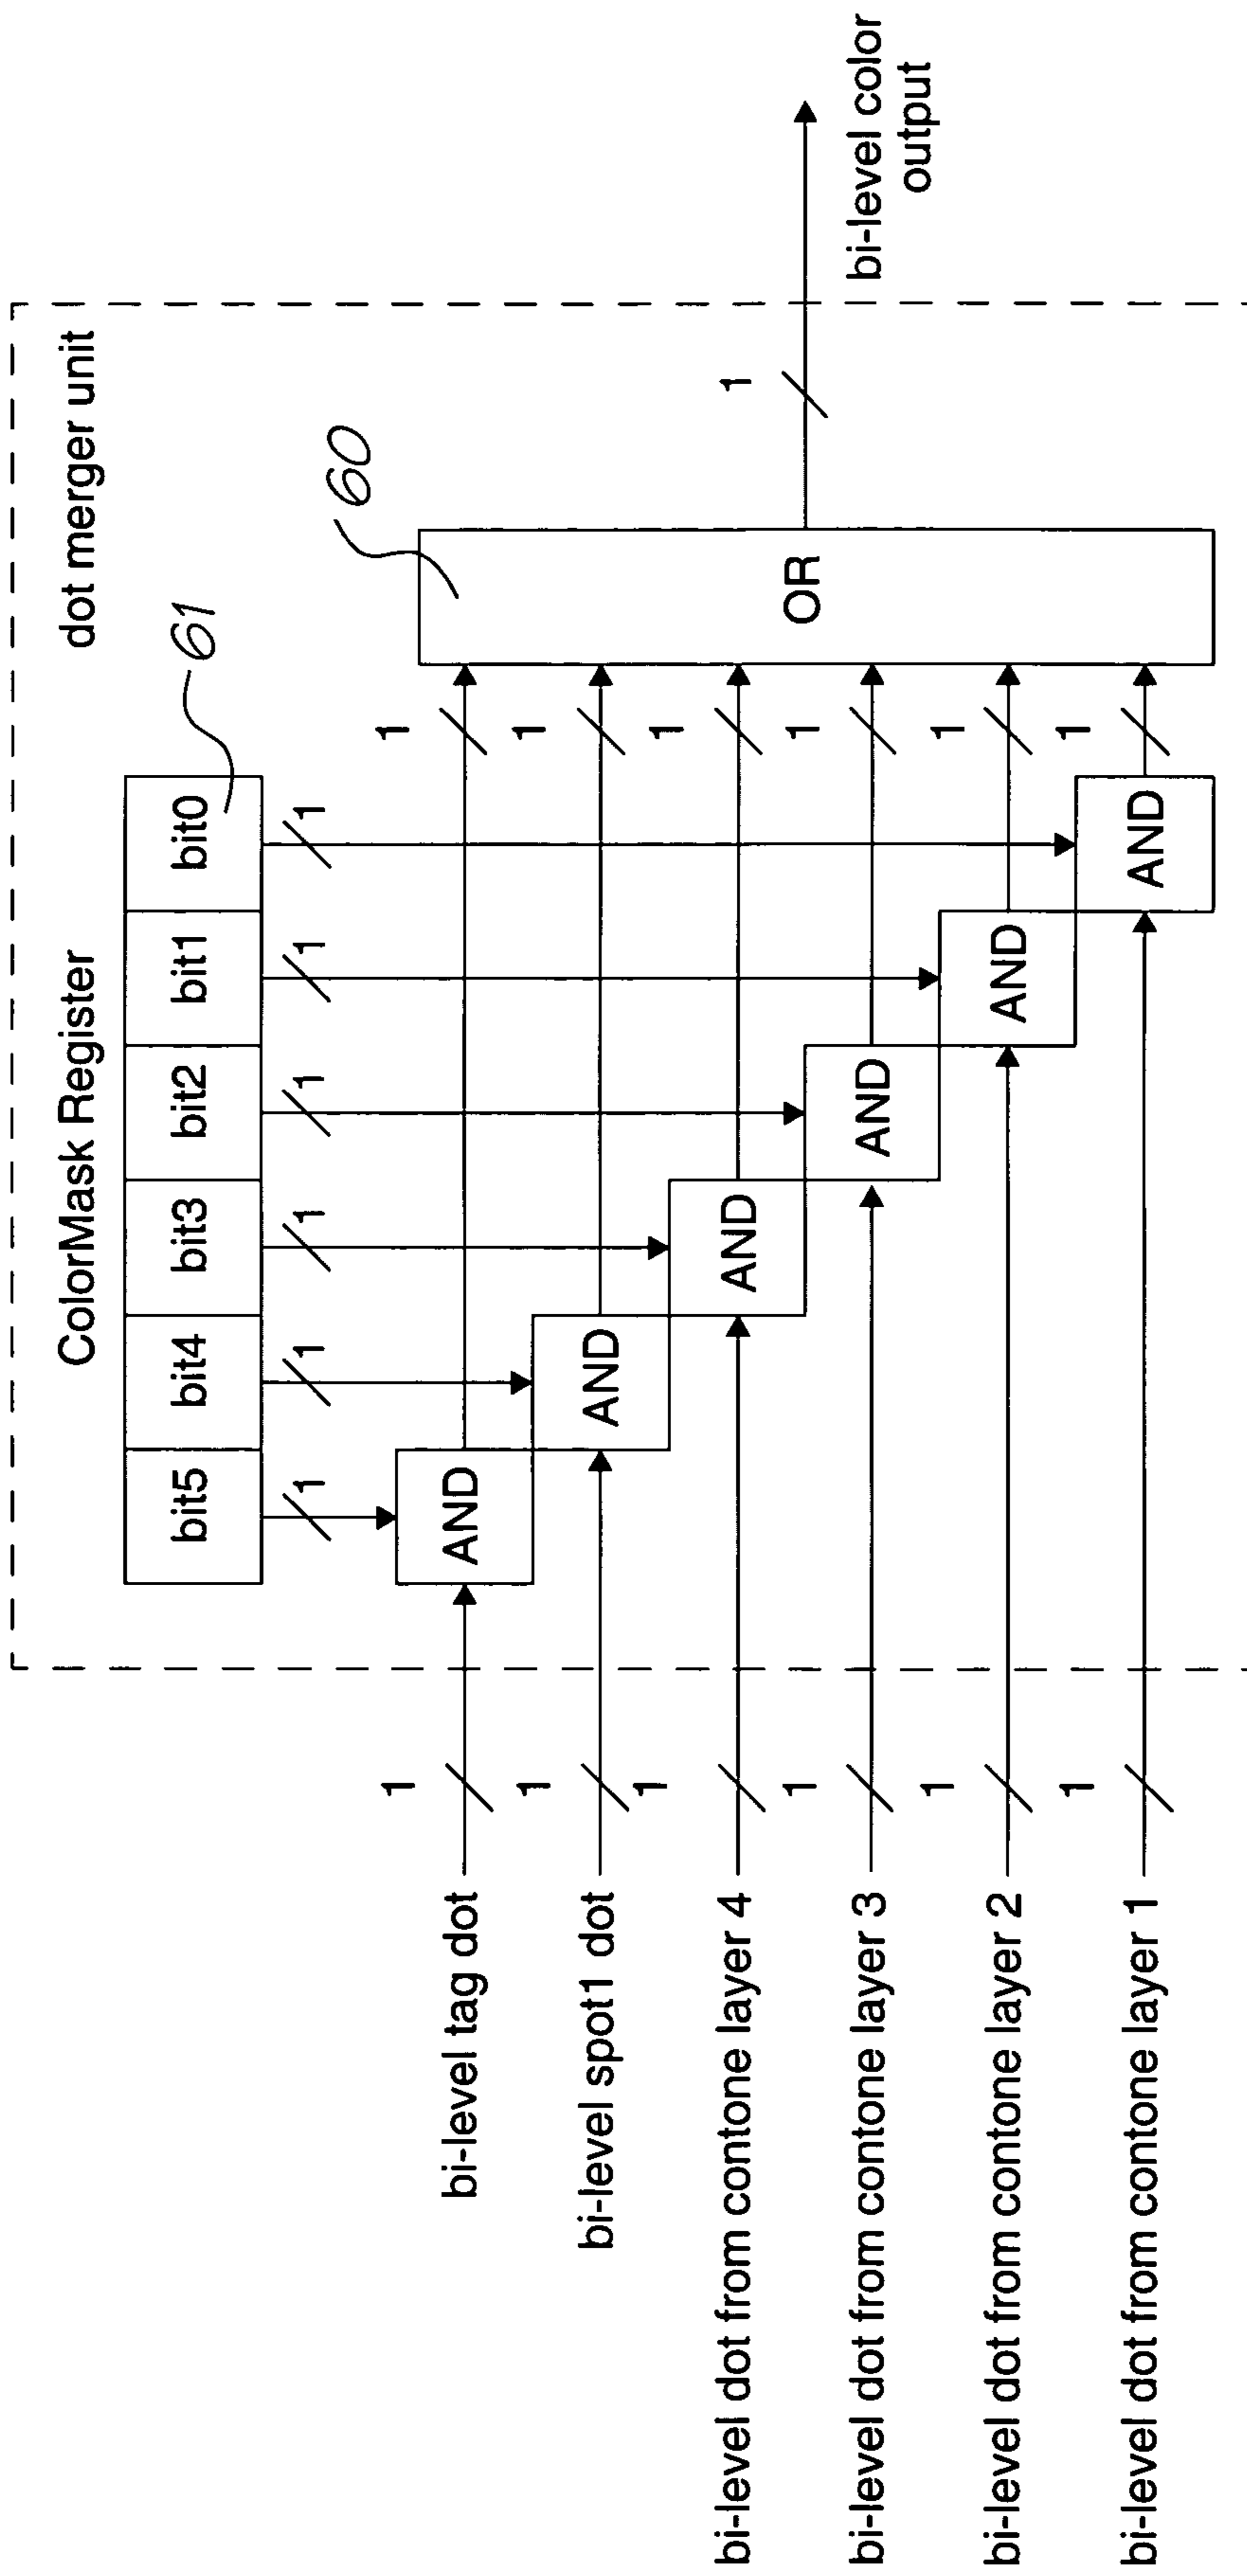 dot merger unit
ColorMask Register
bit5 bit4 bit3 bit2 bit1 bit0
61
1 1 1 1 1 1
60
bi-level tag dot 1 AND 1
bi-level spot1 dot 1 AND 1
bi-level dot from contone layer 4 1 AND 1
bi-level dot from contone layer 3 1 AND 1
bi-level dot from contone layer 2 1 AND 1
bi-level dot from contone layer 1 1 AND 1
OR
1
bi-level color
output